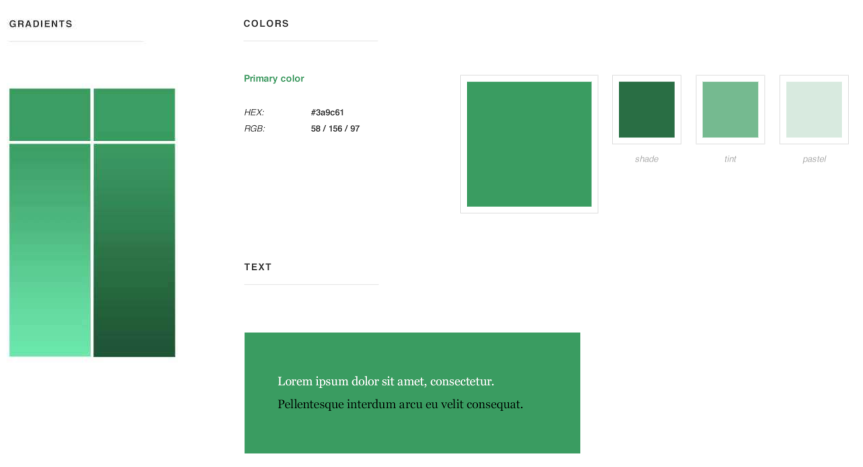 GRADIENTS
COLORS
Primary color
HEX: #3a9c61
RGB: 58 / 156 / 97
shade tint pastel
TEXT
Lorem ipsum dolor sit amet, consectetur.
Pellentesque interdum arcu eu velit consequat.